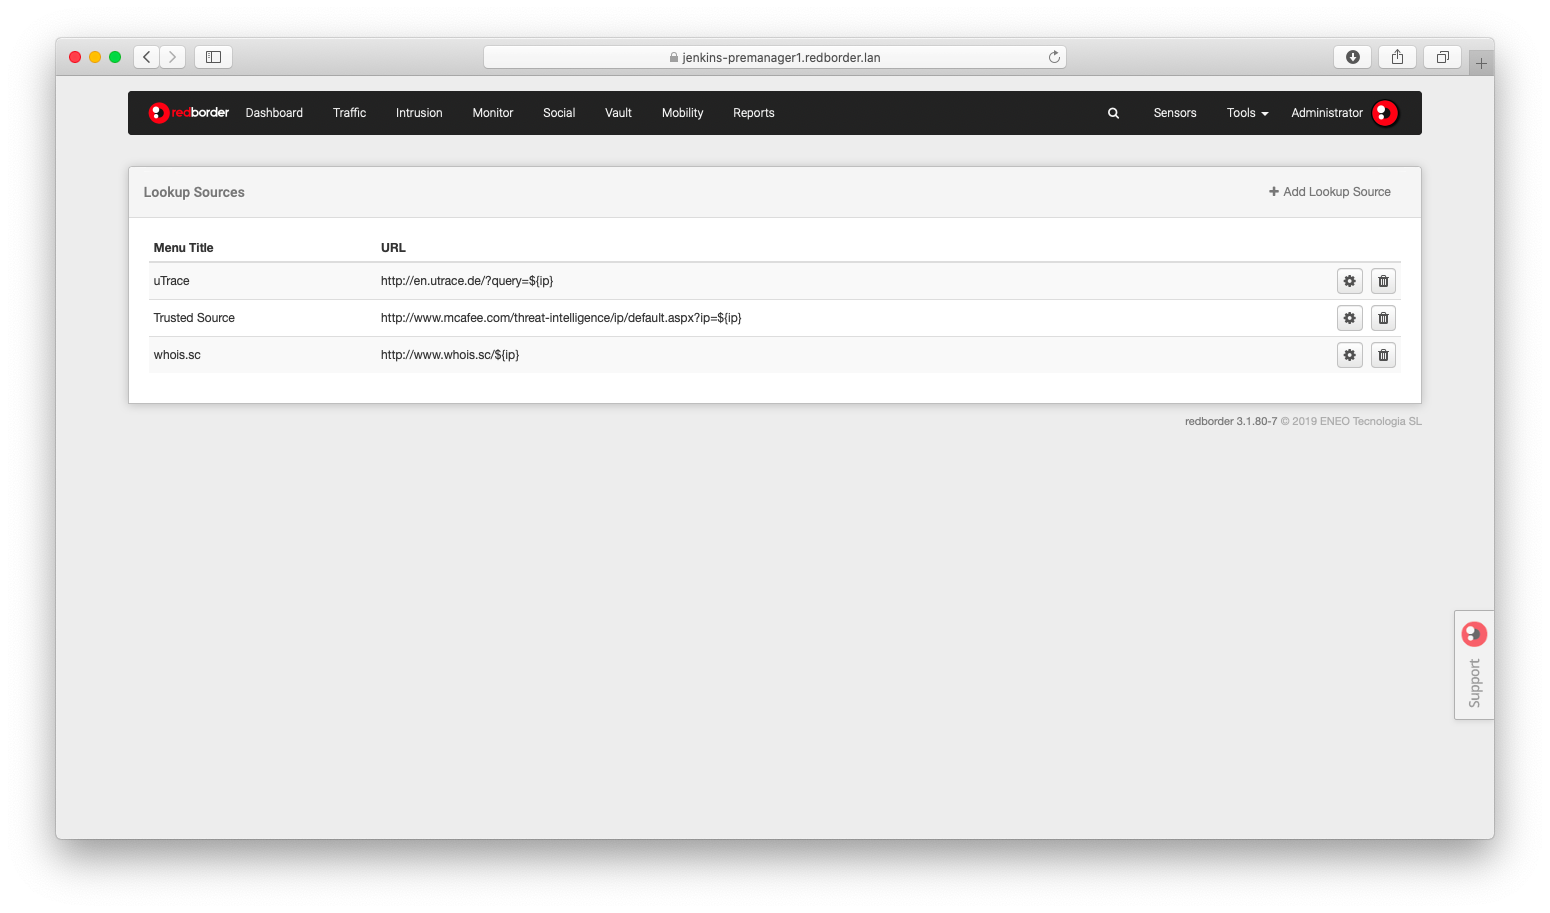 jenkins-premanager1.redborder.lan
redborder Dashboard Traffic Intrusion Monitor Social Vault Mobility Reports Sensors Tools Administrator
Lookup Sources + Add Lookup Source
Menu Title URL
uTrace http://en.utrace.de/?query=${ip}
Trusted Source http://www.mcafee.com/threat-intelligence/ip/default.aspx?ip=${ip}
whois.sc http://www.whois.sc/${ip}
redborder 3.1.80-7 © 2019 ENEO Tecnologia SL
Support